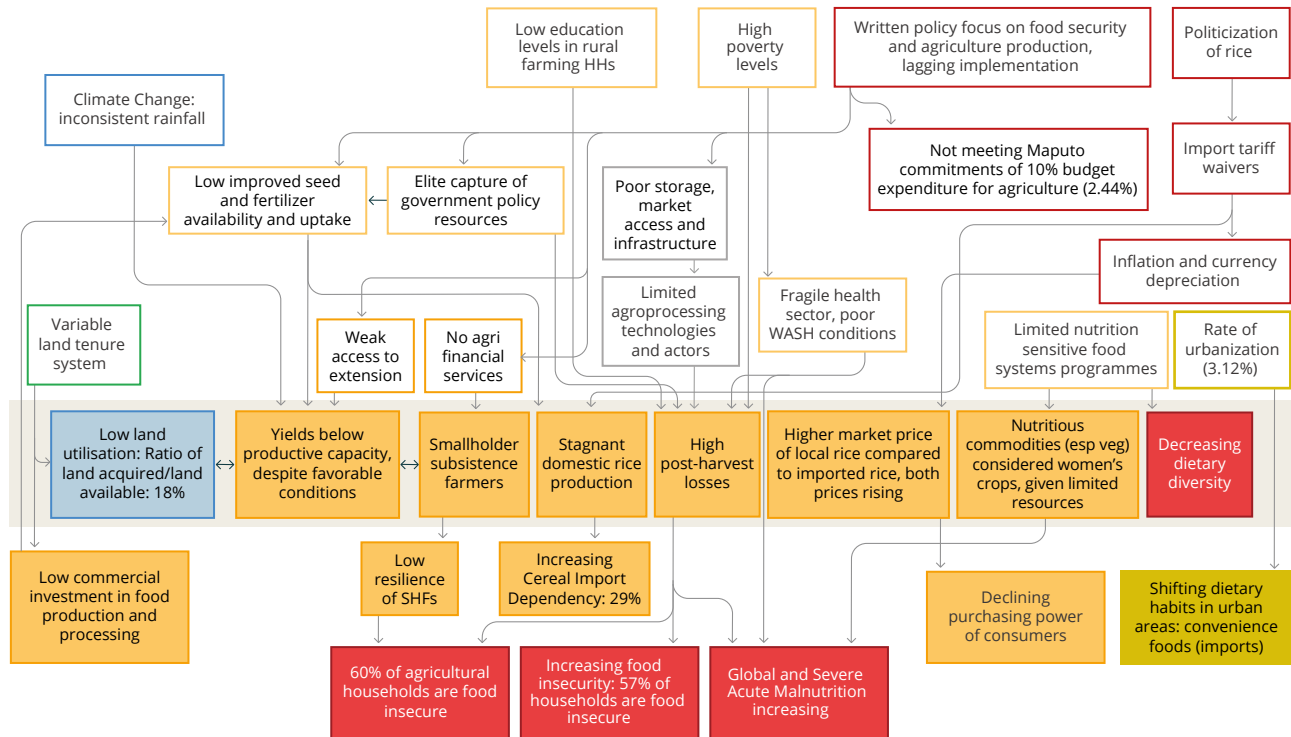 Low education
levels in rural
farming HHs
High
poverty
levels
Written policy focus on food security
and agriculture production,
lagging implementation
Politicization
of rice
Climate Change:
inconsistent rainfall
Not meeting Maputo
commitments of 10% budget
expenditure for agriculture (2.44%)
Import tariff
waivers
Low improved seed
and fertilizer
availability and uptake
Elite capture of
government policy
resources
Poor storage,
market
access and
infrastructure
Inflation and currency
depreciation
Variable
land tenure
system
Weak
access to
extension
No agri
financial
services
Limited
agroprocessing
technologies
and actors
Fragile health
sector, poor
WASH conditions
Limited nutrition
sensitive food
systems programmes
Rate of
urbanization
(3.12%)
Low land
utilisation: Ratio of
land acquired/land
available: 18%
Yields below
productive capacity,
despite favorable
conditions
Smallholder
subsistence
farmers
Stagnant
domestic rice
production
High
post-harvest
losses
Higher market price
of local rice compared
to imported rice, both
prices rising
Nutritious
commodities (esp veg)
considered women's
crops, given limited
resources
Decreasing
dietary
diversity
Low commercial
investment in food
production and
processing
Low
resilience
of SHFs
Increasing
Cereal Import
Dependency: 29%
Declining
purchasing power
of consumers
Shifting dietary
habits in urban
areas: convenience
foods (imports)
60% of agricultural
households are food
insecure
Increasing food
insecurity: 57% of
households are food
insecure
Global and Severe
Acute Malnutrition
increasing